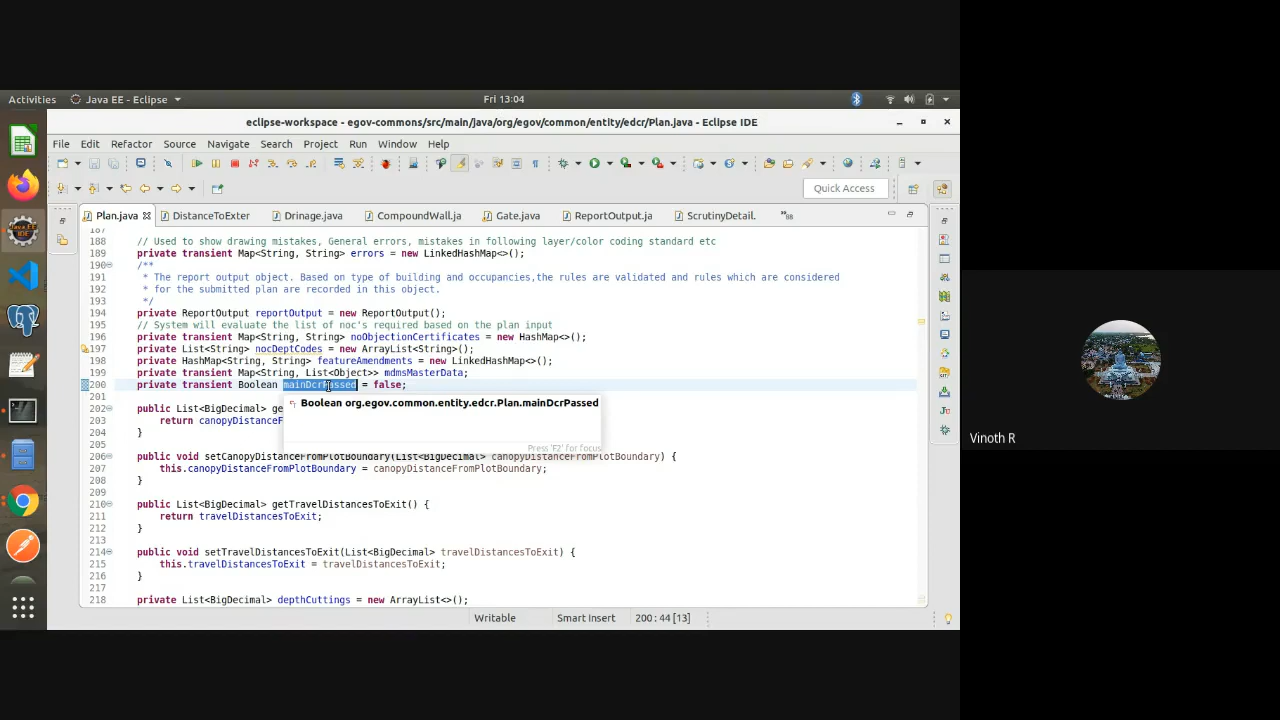 Activities
Java EE - Eclipse
Fri 13:04
eclipse-workspace - egov-commons/src/main/java/org/egov/common/entity/edcr/Plan.java - Eclipse IDE
File Edit Refactor Source Navigate Search Project Run Window Help
Quick Access
Plan.java DistanceToExter Drinage.java CompoundWall.ja Gate.java ReportOutput.ja ScrutinyDetail.
187
188 // Used to show drawing mistakes, General errors, mistakes in following layer/color coding standard etc
189 private transient Map<String, String> errors = new LinkedHashMap<>();
190 /**
191 * The report output object. Based on type of building and occupancies,the rules are validated and rules which are considered
192 * for the submitted plan are recorded in this object.
193 */
194 private ReportOutput reportOutput = new ReportOutput();
195 // System will evaluate the list of noc's required based on the plan input
196 private transient Map<String, String> noObjectionCertificates = new HashMap<>();
197 private List<String> nocDeptCodes = new ArrayList<String>();
198 private HashMap<String, String> featureAmendments = new LinkedHashMap<>();
199 private transient Map<String, List<Object>> mdmsMasterData;
200 private transient Boolean mainDcrPassed = false;
201
202 public List<BigDecimal> ge
203 return canopyDistanceF
204 }
205
206 public void setCanopyDistanceFromPlotBoundary(List<BigDecimal> canopyDistanceFromPlotBoundary) {
207 this.canopyDistanceFromPlotBoundary = canopyDistanceFromPlotBoundary;
208 }
209
210 public List<BigDecimal> getTravelDistancesToExit() {
211 return travelDistancesToExit;
212 }
213
214 public void setTravelDistancesToExit(List<BigDecimal> travelDistancesToExit) {
215 this.travelDistancesToExit = travelDistancesToExit;
216 }
217
218 private List<BigDecimal> depthCuttings = new ArrayList<>();
Boolean org.egov.common.entity.edcr.Plan.mainDcrPassed
Press 'F2' for focus
Writable Smart Insert 200 : 44 [13]
Vinoth R